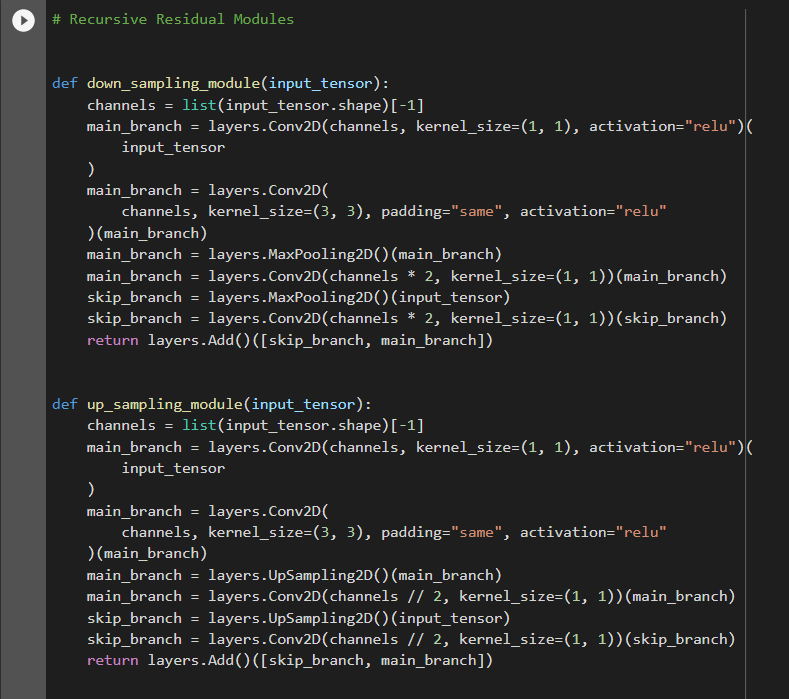 # Recursive Residual Modules
def down_sampling_module(input_tensor):
    channels = list(input_tensor.shape)[-1]
    main_branch = layers.Conv2D(channels, kernel_size=(1, 1), activation="relu")(
        input_tensor
    )
    main_branch = layers.Conv2D(
        channels, kernel_size=(3, 3), padding="same", activation="relu"
    )(main_branch)
    main_branch = layers.MaxPooling2D()(main_branch)
    main_branch = layers.Conv2D(channels * 2, kernel_size=(1, 1))(main_branch)
    skip_branch = layers.MaxPooling2D()(input_tensor)
    skip_branch = layers.Conv2D(channels * 2, kernel_size=(1, 1))(skip_branch)
    return layers.Add()([skip_branch, main_branch])
def up_sampling_module(input_tensor):
    channels = list(input_tensor.shape)[-1]
    main_branch = layers.Conv2D(channels, kernel_size=(1, 1), activation="relu")(
        input_tensor
    )
    main_branch = layers.Conv2D(
        channels, kernel_size=(3, 3), padding="same", activation="relu"
    )(main_branch)
    main_branch = layers.UpSampling2D()(main_branch)
    main_branch = layers.Conv2D(channels // 2, kernel_size=(1, 1))(main_branch)
    skip_branch = layers.UpSampling2D()(input_tensor)
    skip_branch = layers.Conv2D(channels // 2, kernel_size=(1, 1))(skip_branch)
    return layers.Add()([skip_branch, main_branch])